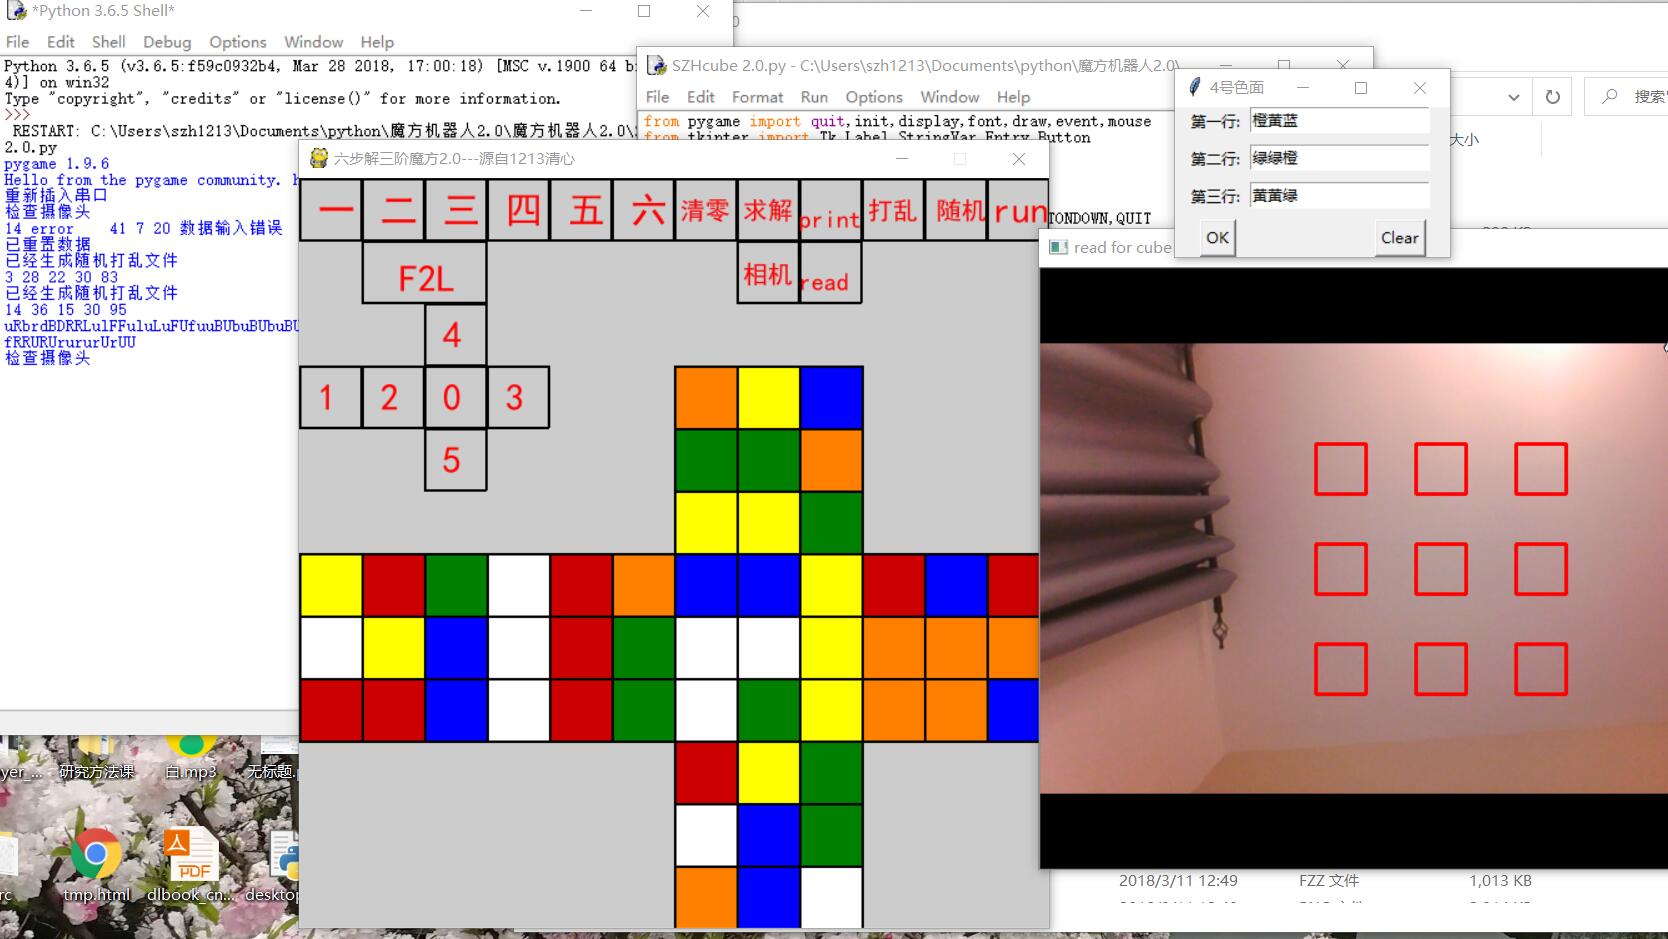 *Python 3.6.5 Shell*
File Edit Shell Debug Options Window Help
Python 3.6.5 (v3.6.5:f59c0932b4, Mar 28 2018, 17:00:18) [MSC v.1900 64
4)] on win32
Type "copyright", "credits" or "license()" for more information.
>>>
RESTART: C:\Users\szh1213\Documents\python\魔方机器人2.0\魔方机器人2.0\
2.0.py
pygame 1.9.6
Hello from the pygame community.
重新插入串口
检查摄像头
14 error 41 7 20 数据输入错误
已重置数据
已经生成随机打乱文件
3 28 22 30 83
已经生成随机打乱文件
14 36 15 30 95
uRbrdBDRRLulFFuluLuFUfuuBUbuBUbuBU
fRRURUrururUrUU
检查摄像头
SZHcube 2.0.py - C:\Users\szh1213\Documents\python\魔方机器人2.0\
File Edit Format Run Options Window Help
from pygame import quit,init,display,font,draw,event,mouse
from tkinter import Tk,Label,StringVar,Entry,Button
TONDOWN,QUIT
4号色面
第一行: 橙黄蓝
第二行: 绿绿橙
第三行: 黄黄绿
OK Clear
搜索
大小
六步解三阶魔方2.0---源自1213清心
一 二 三 四 五 六 清零 求解 print 打乱 随机 run
F2L 相机 read
4
1 2 0 3
5
read for cube
研究方法课 白.mp3 无标题.
tmp.html dlbook_cn... desktop
2018/3/11 12:49 FZZ 文件 1,013 KB